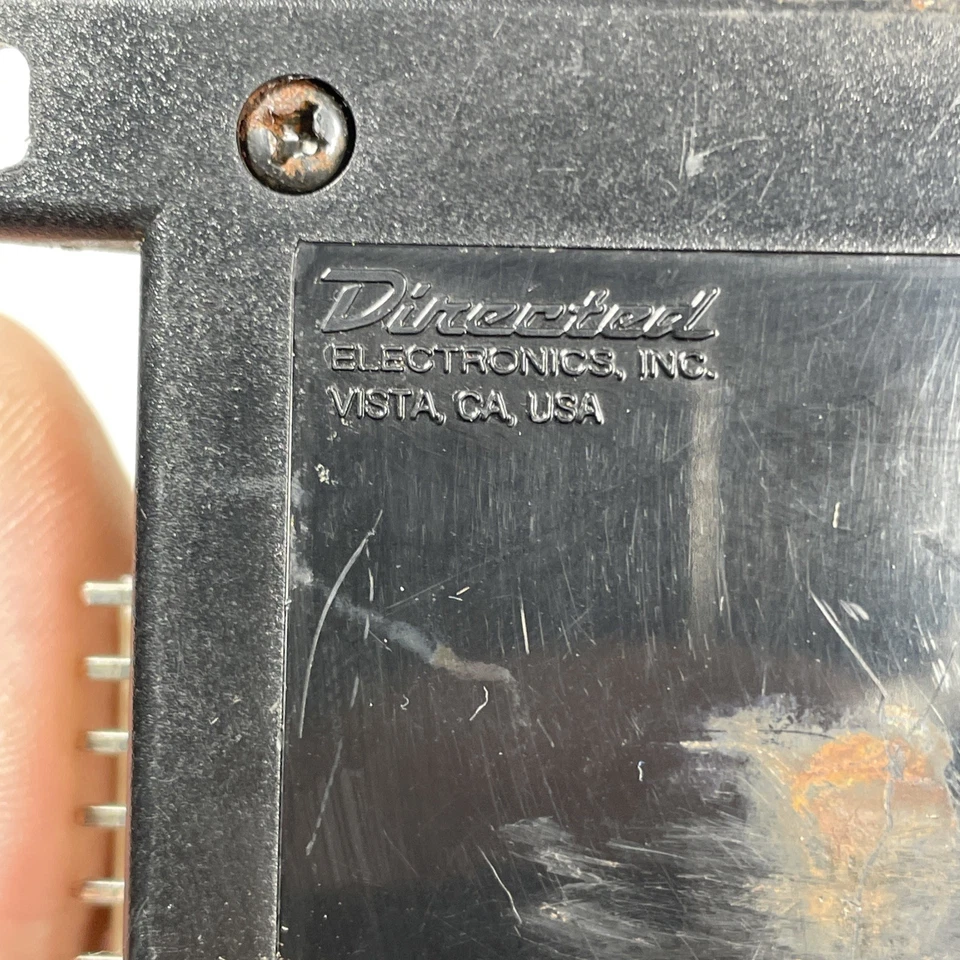 Directed
ELECTRONICS, INC.
VISTA, CA, USA